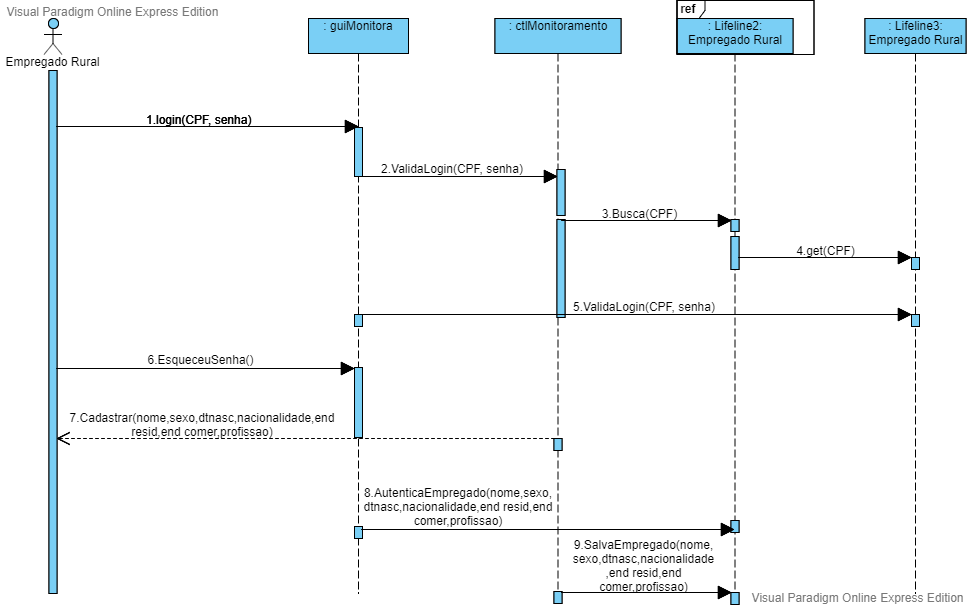 Visual Paradigm Online Express Edition
ref
: guiMonitora
: ctlMonitoramento
: Lifeline2:
Empregado Rural
: Lifeline3:
Empregado Rural
Empregado Rural
1.login(CPF, senha)
2.ValidaLogin(CPF, senha)
3.Busca(CPF)
4.get(CPF)
5.ValidaLogin(CPF, senha)
6.EsqueceuSenha()
7.Cadastrar(nome,sexo,dtnasc,nacionalidade,end
resid,end comer,profissao)
8.AutenticaEmpregado(nome,sexo,
dtnasc,nacionalidade,end resid,end
comer,profissao)
9.SalvaEmpregado(nome,
sexo,dtnasc,nacionalidade
,end resid,end
comer,profissao)
Visual Paradigm Online Express Edition